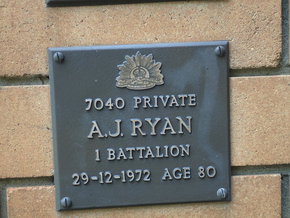 7040 PRIVATE
A.J. RYAN
1 BATTALION
29-12-1972 AGE 80